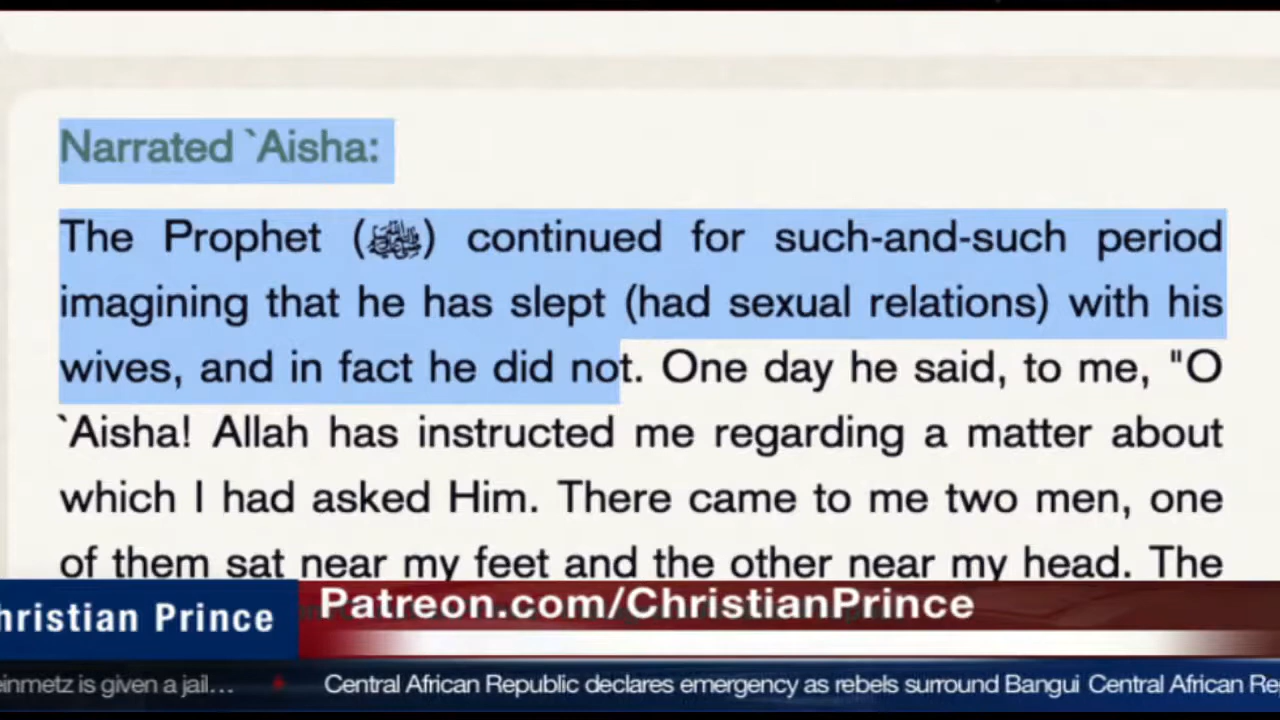 Narrated `Aisha:
The Prophet (ﷺ) continued for such-and-such period
imagining that he has slept (had sexual relations) with his
wives, and in fact he did not. One day he said, to me, "O
`Aisha! Allah has instructed me regarding a matter about
which I had asked Him. There came to me two men, one
of them sat near my feet and the other near my head. The
hristian Prince
Patreon.com/ChristianPrince
einmetz is given a jail...
Central African Republic declares emergency as rebels surround Bangui Central African Re